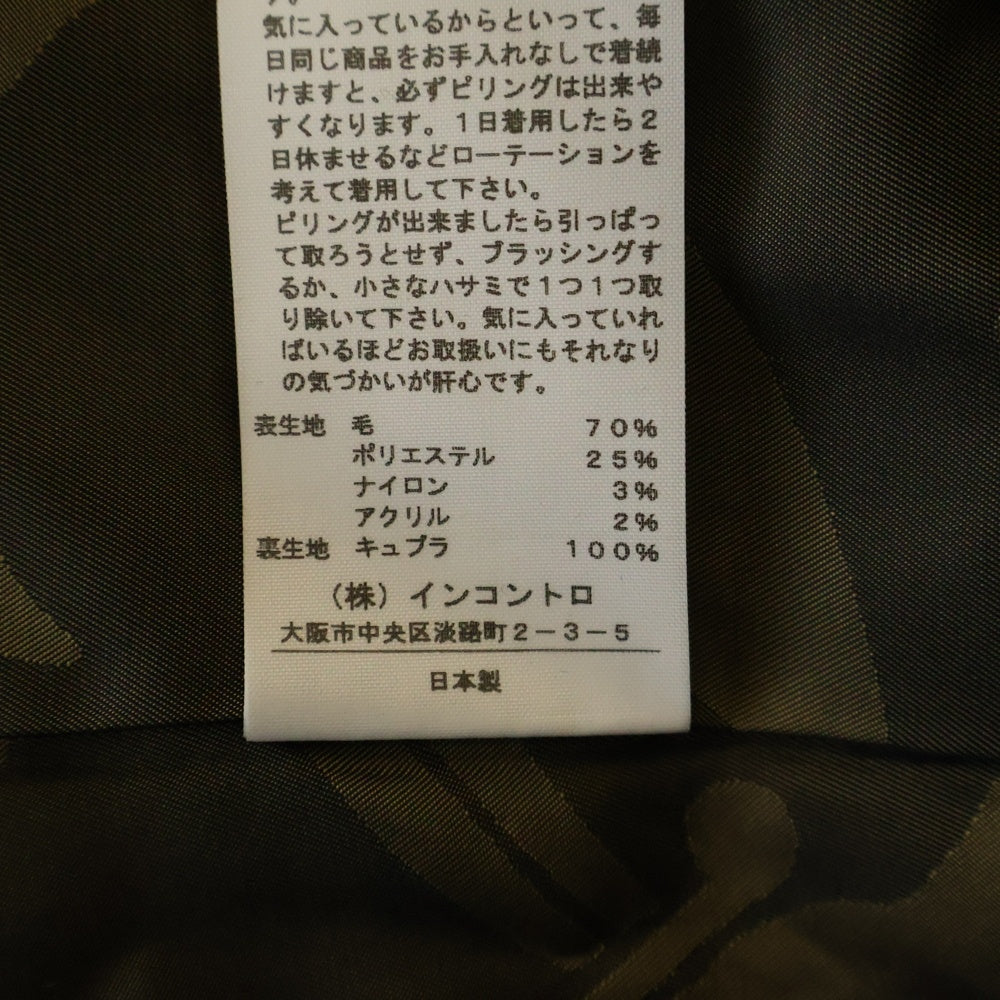 気に入っているからといって、毎
日同じ商品をお手入れなしで着続
けますと、必ずピリングは出来や
すくなります。１日着用したら２
日休ませるなどローテーションを
考えて着用して下さい。
ピリングが出来ましたら引っぱっ
て取ろうとせず、ブラッシングす
るか、小さなハサミで１つ１つ取
り除いて下さい。気に入っていれ
ばいるほどお取扱いにもそれなり
の気づかいが肝心です。
表生地　毛　７０％
ポリエステル　２５％
ナイロン　３％
アクリル　２％
裏生地　キュプラ　１００％
（株）インコントロ
大阪市中央区淡路町２－３－５
日本製